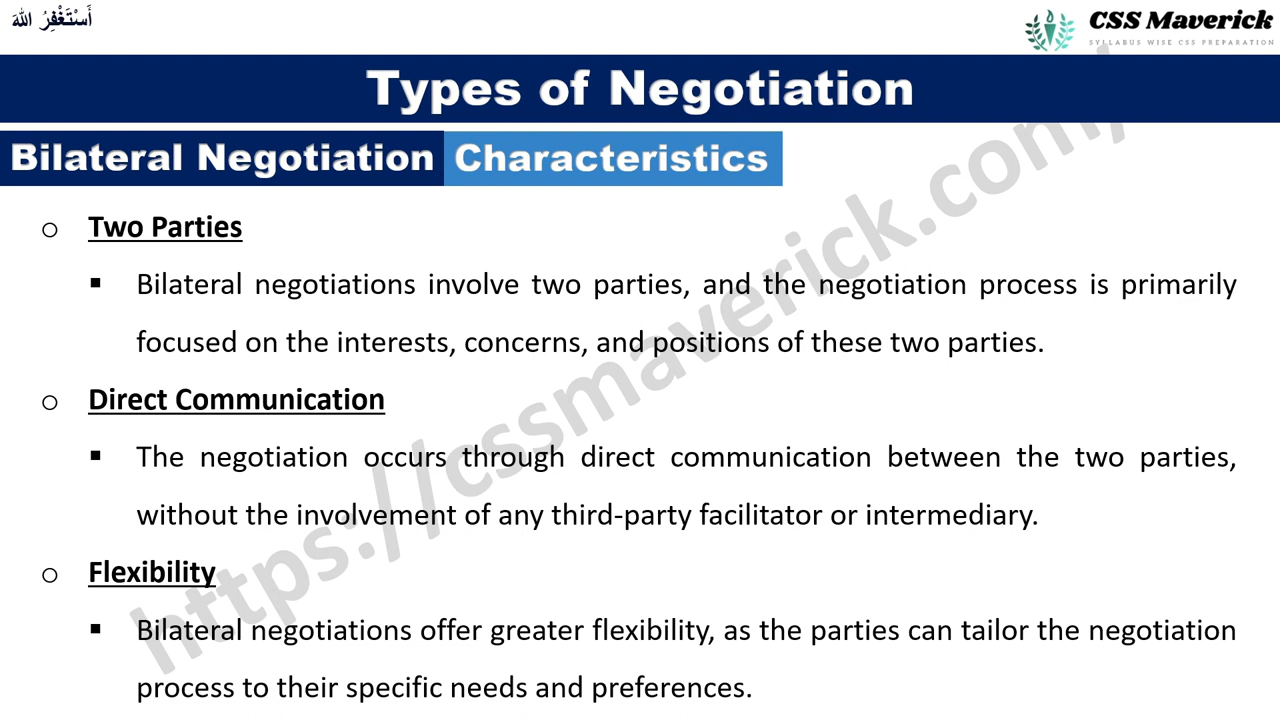 أَسْتَغْفِرُ اللهَ
CSS Maverick
SYLLABUS WISE CSS PREPARATION
Types of Negotiation
Bilateral Negotiation Characteristics
o Two Parties
▪ Bilateral negotiations involve two parties, and the negotiation process is primarily
focused on the interests, concerns, and positions of these two parties.
o Direct Communication
▪ The negotiation occurs through direct communication between the two parties,
without the involvement of any third-party facilitator or intermediary.
o Flexibility
▪ Bilateral negotiations offer greater flexibility, as the parties can tailor the negotiation
process to their specific needs and preferences.
https://cssmaverick.com/